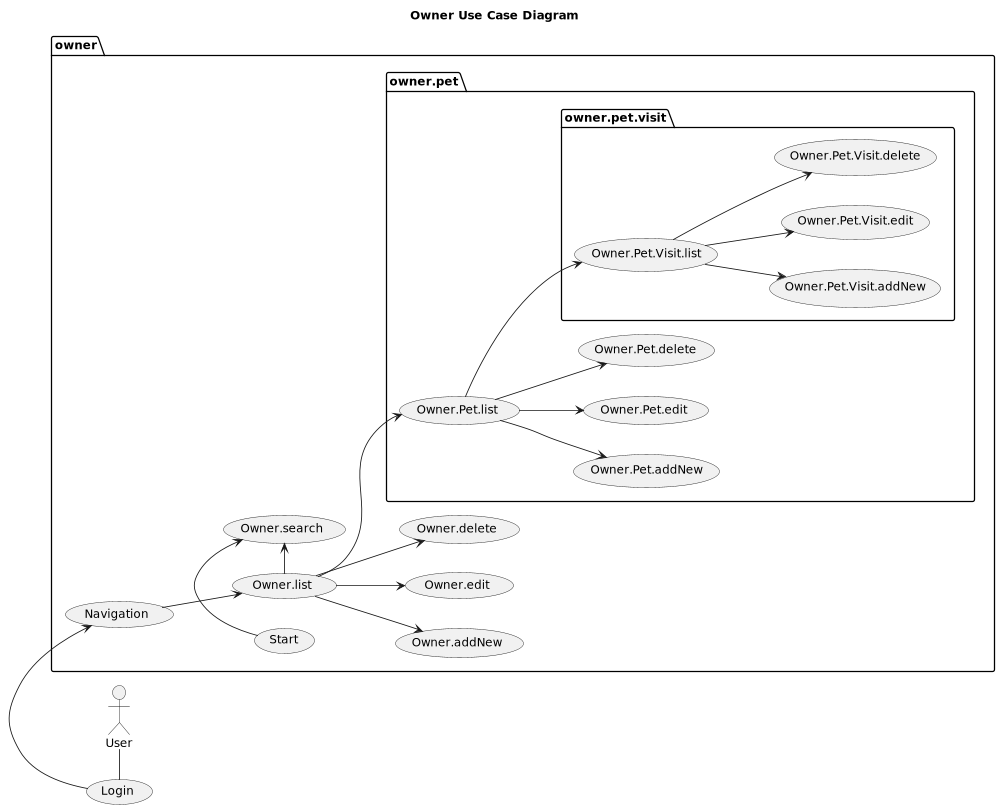 Owner Use Case Diagram
owner
owner.pet
owner.pet.visit
Owner.Pet.Visit.delete
Owner.Pet.Visit.edit
Owner.Pet.Visit.list
Owner.Pet.Visit.addNew
Owner.Pet.delete
Owner.Pet.list
Owner.Pet.edit
Owner.Pet.addNew
Owner.search
Owner.delete
Owner.list
Owner.edit
Navigation
Start
Owner.addNew
User
Login